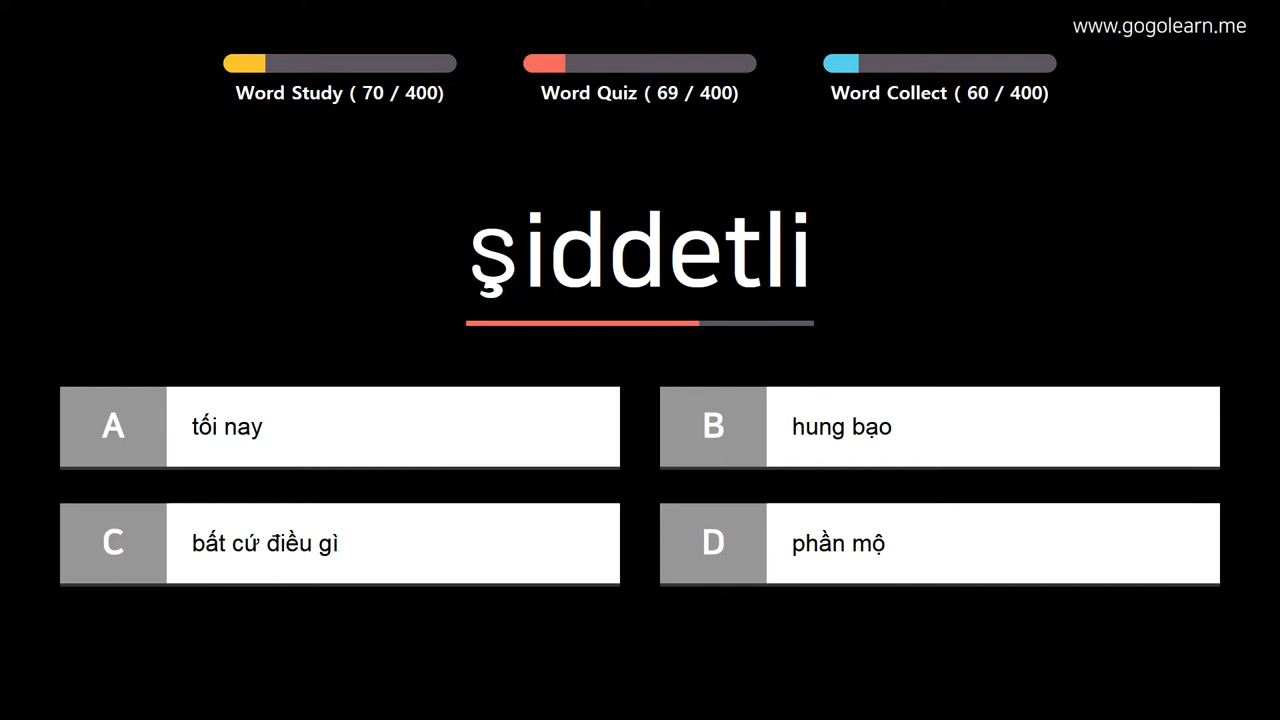 www.gogolearn.me
Word Study ( 70 / 400)
Word Quiz ( 69 / 400)
Word Collect ( 60 / 400)
şiddetli
A
tối nay
B
hung bạo
C
bất cứ điều gì
D
phần mộ